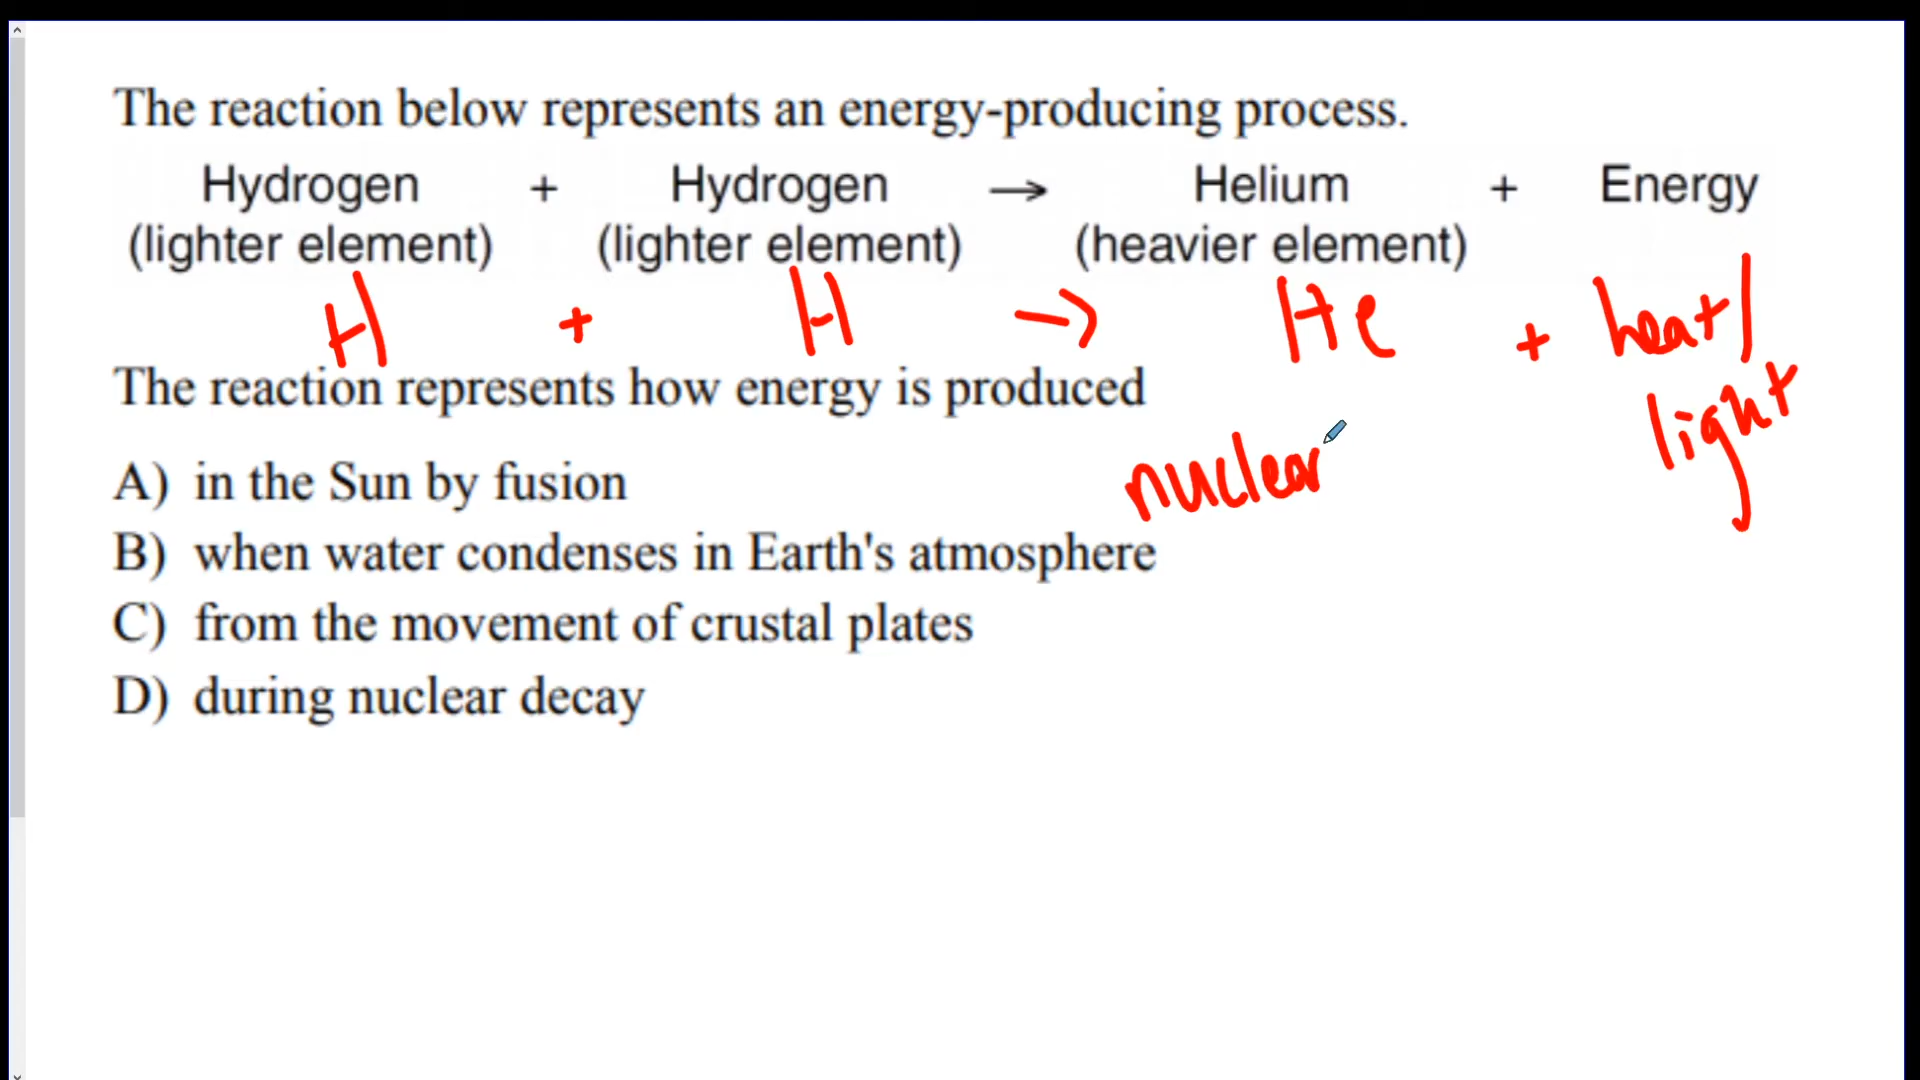 The reaction below represents an energy-producing process.
Hydrogen + Hydrogen → Helium + Energy
(lighter element) (lighter element) (heavier element)
H + H → He + heat/
light
The reaction represents how energy is produced
nuclear
A) in the Sun by fusion
B) when water condenses in Earth's atmosphere
C) from the movement of crustal plates
D) during nuclear decay